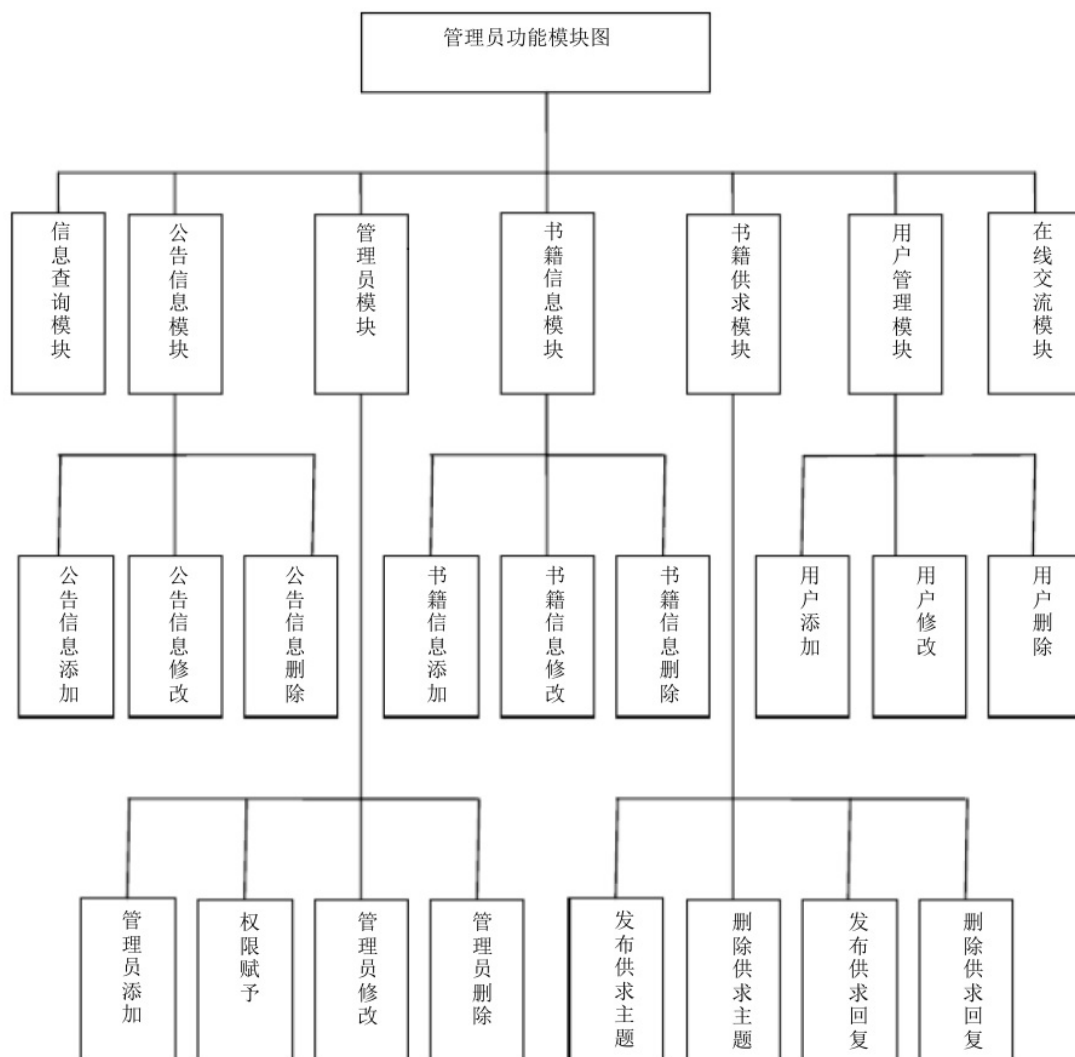 管理员功能模块图
信息查询模块
公告信息模块
管理员模块
书籍信息模块
书籍供求模块
用户管理模块
在线交流模块
公告信息添加
公告信息修改
公告信息删除
书籍信息添加
书籍信息修改
书籍信息删除
用户添加
用户修改
用户删除
管理员添加
权限赋予
管理员修改
管理员删除
发布供求主题
删除供求主题
发布供求回复
删除供求回复